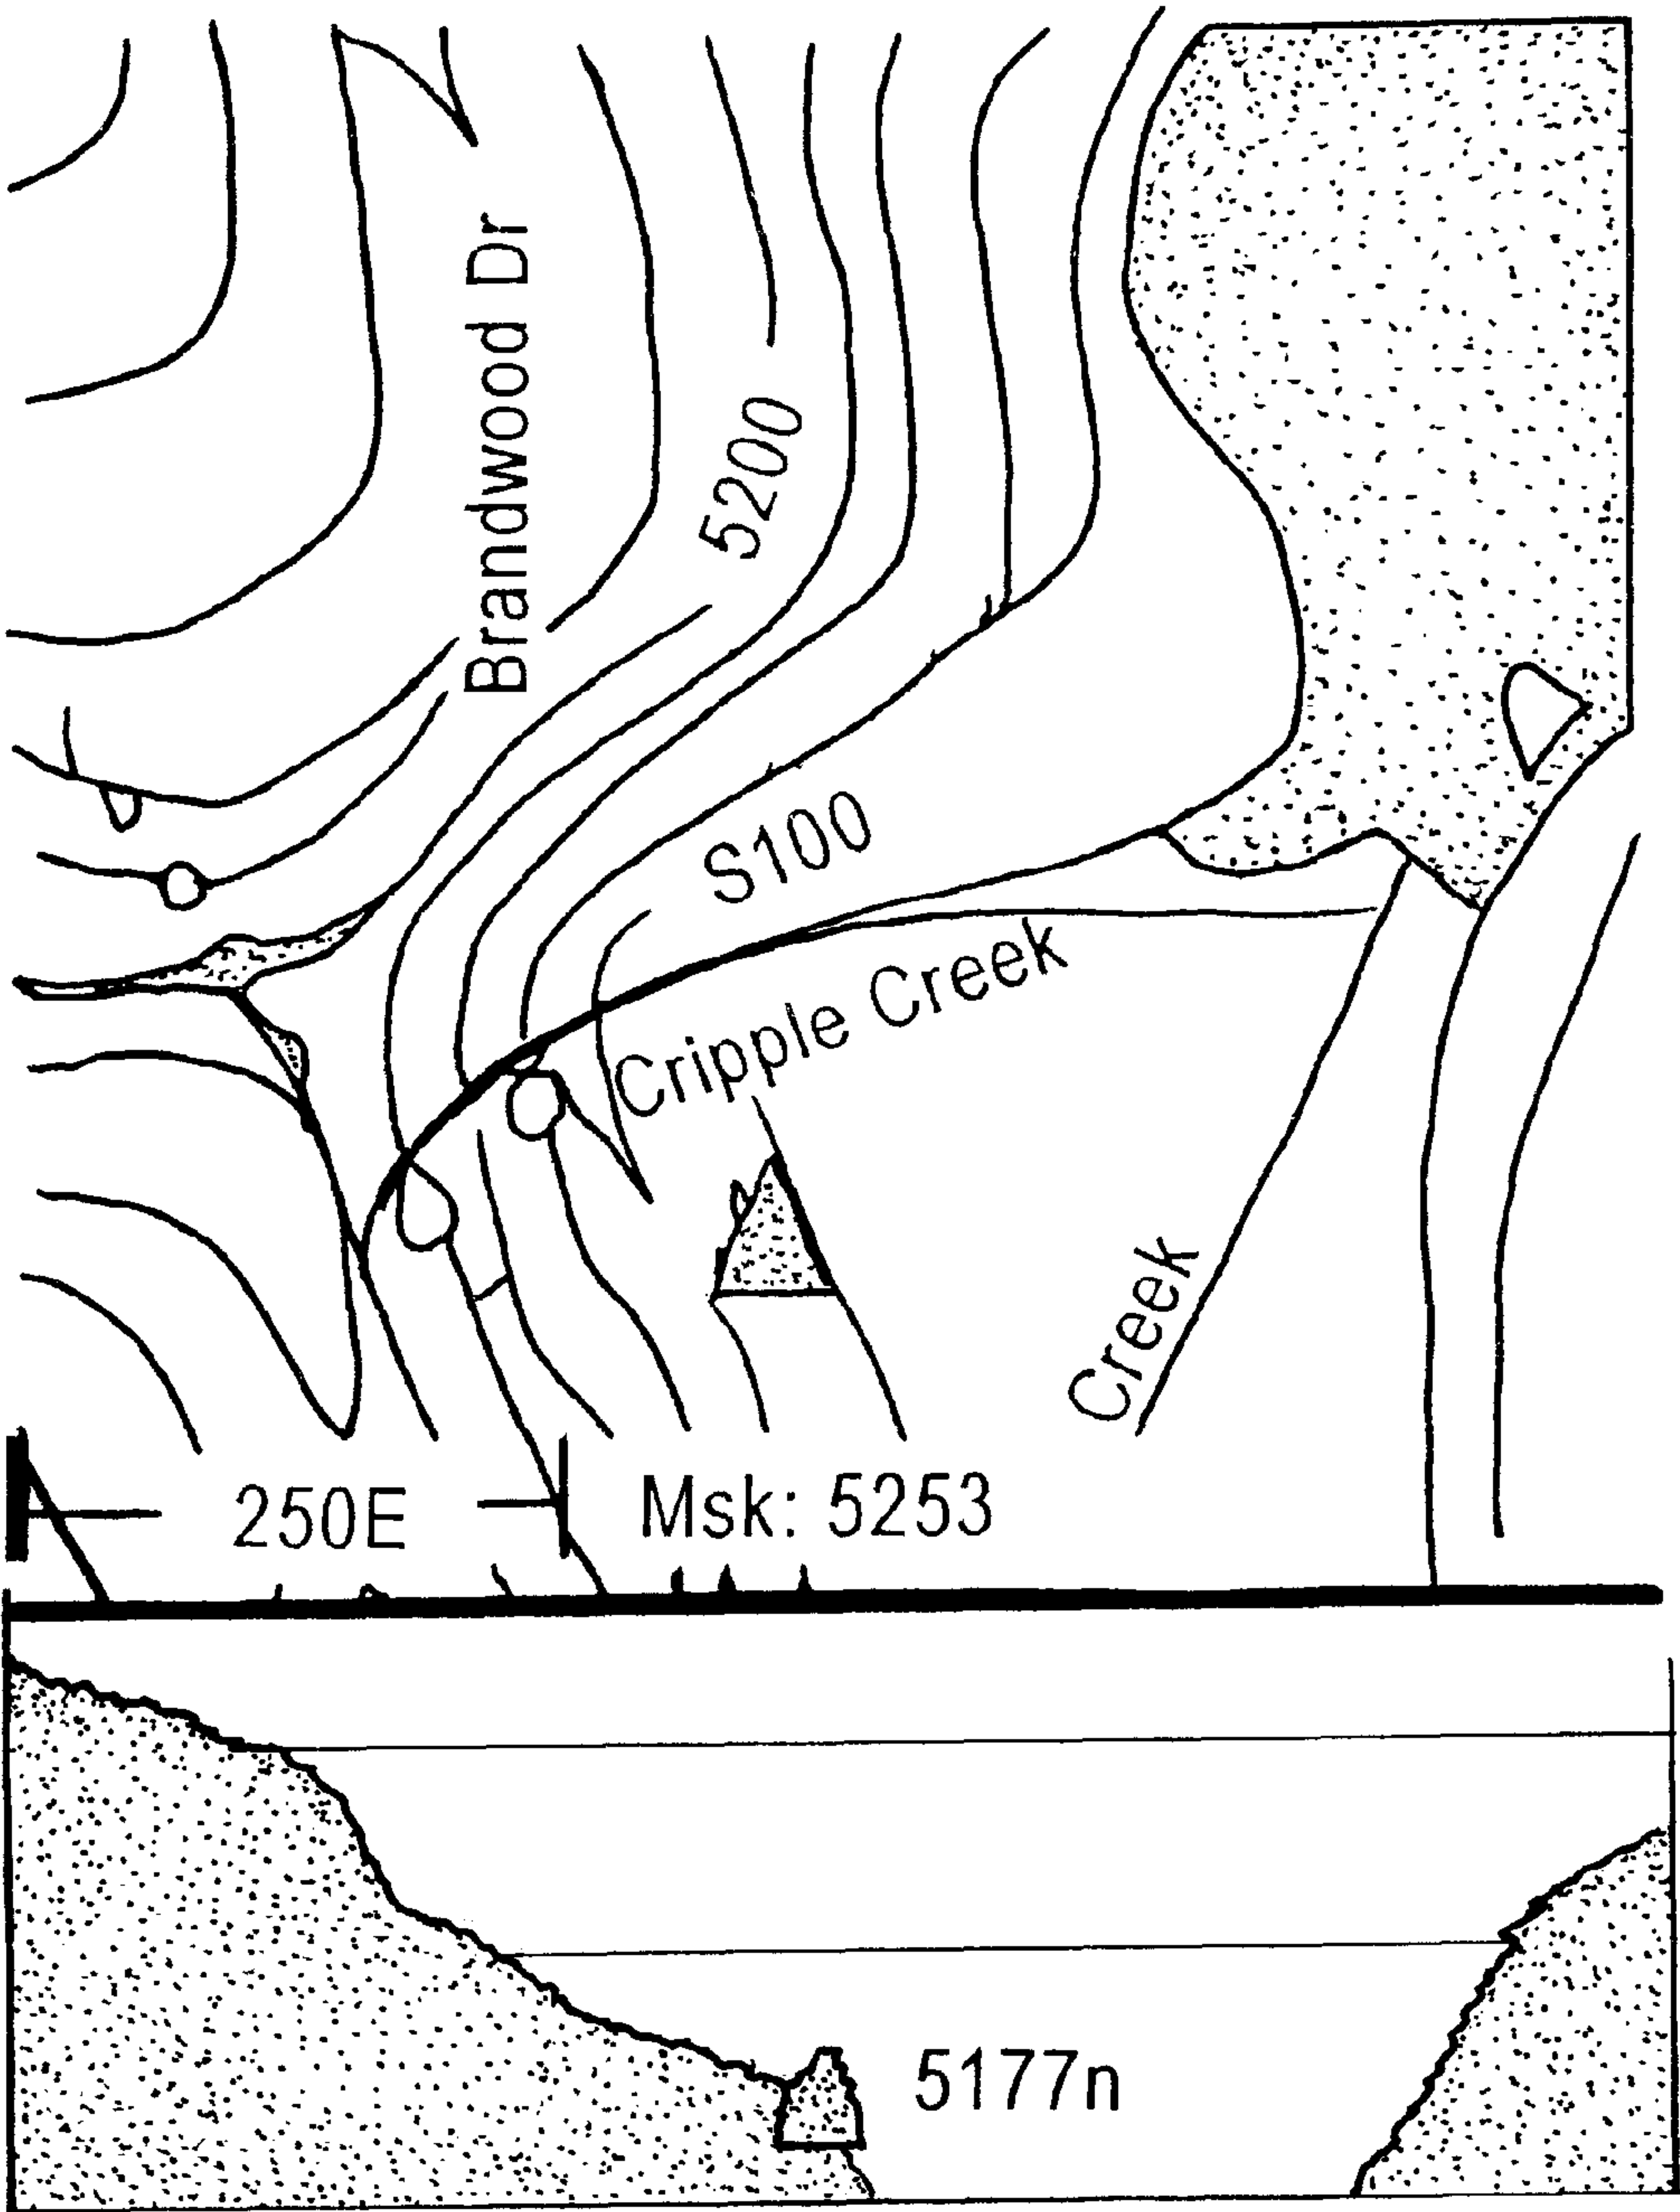 Brandwood Dr
5200
S100
Cripple Creek
Creek
250E
Msk: 5253
5177n